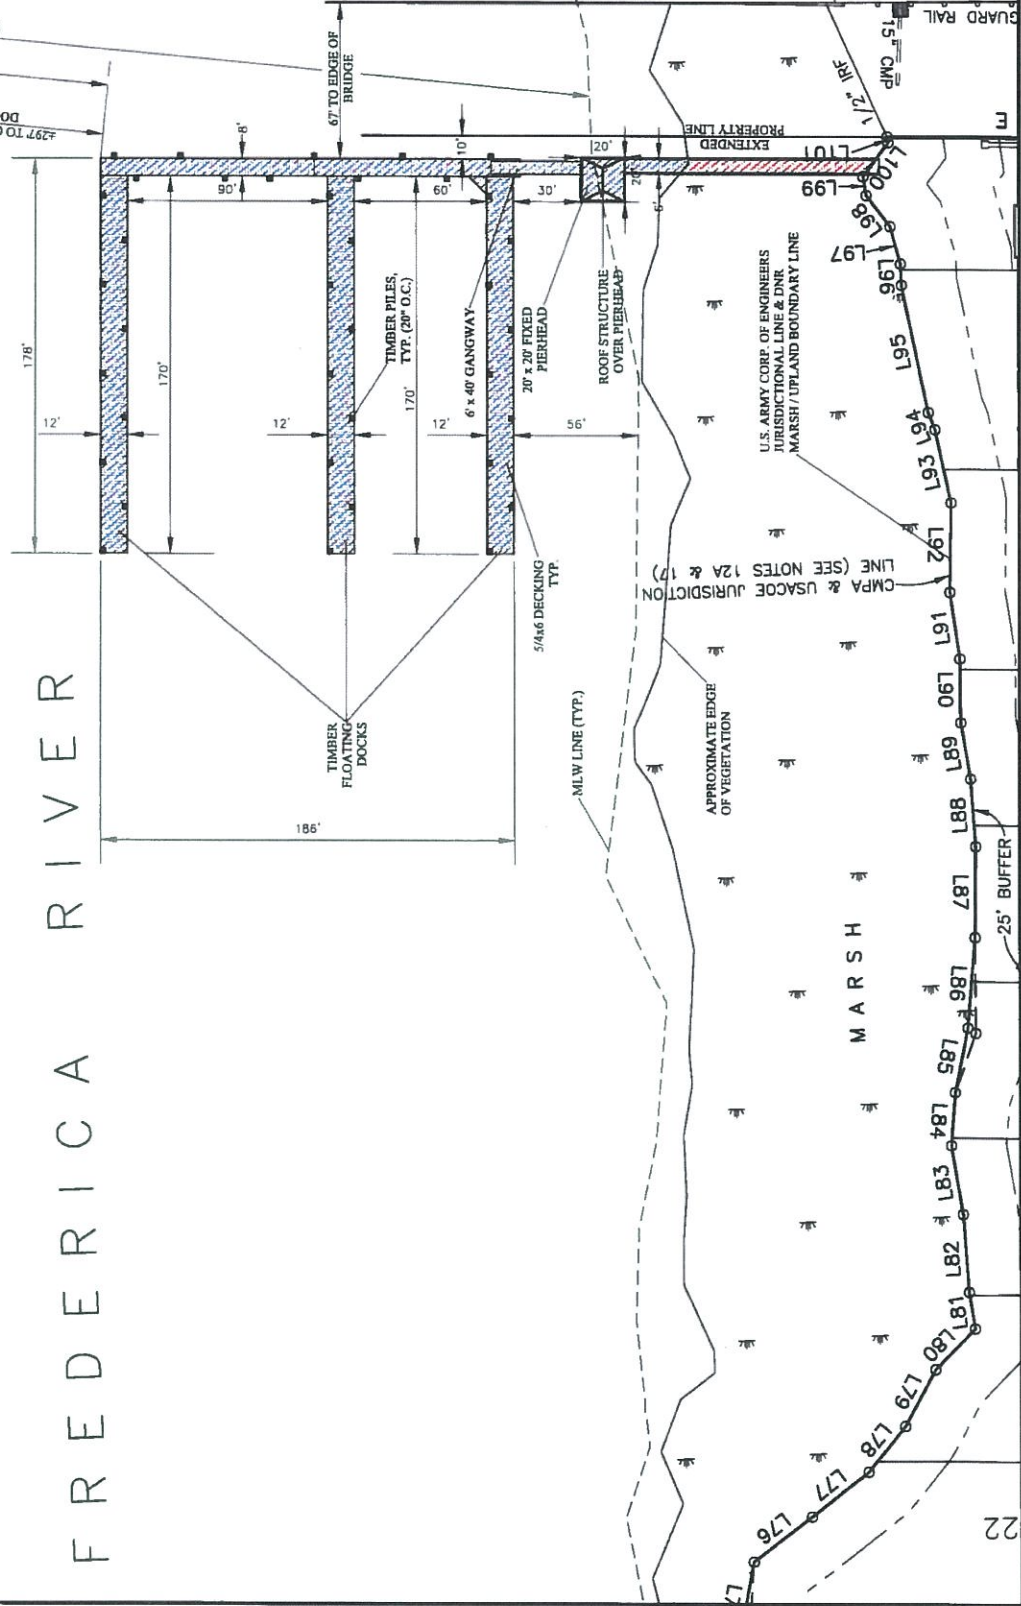 FREDERICA RIVER
±297' TO
DO
8'
67' TO EDGE OF
BRIDGE
GUARD RAIL
15" CMP
1/2" IRF
E
EXTENDED
PROPERTY LINE
10'
20'
20'
6'
90'
60'
30'
178'
170'
12'
12'
12'
170'
56'
186'
TIMBER PILES,
TYP. (20" O.C.)
6' x 40' GANGWAY
20' x 20' FIXED
PIERHEAD
ROOF STRUCTURE
OVER PIERHEAD
5/4x6 DECKING
TYP.
TIMBER
FLOATING
DOCKS
MLW LINE (TYP.)
APPROXIMATE EDGE
OF VEGETATION
U.S. ARMY CORP. OF ENGINEERS
JURISDICTIONAL LINE & DNR
MARSH / UPLAND BOUNDARY LINE
CMPA & USACOE JURISDICTION
LINE (SEE NOTES 12A & 17)
MARSH
25' BUFFER
L101
L100
L99
L98
L97
L96
L95
L94
L93
L92
L91
L90
L89
L88
L87
L86
L85
L84
L83
L82
L81
L80
L79
L78
L77
L76
L7
22